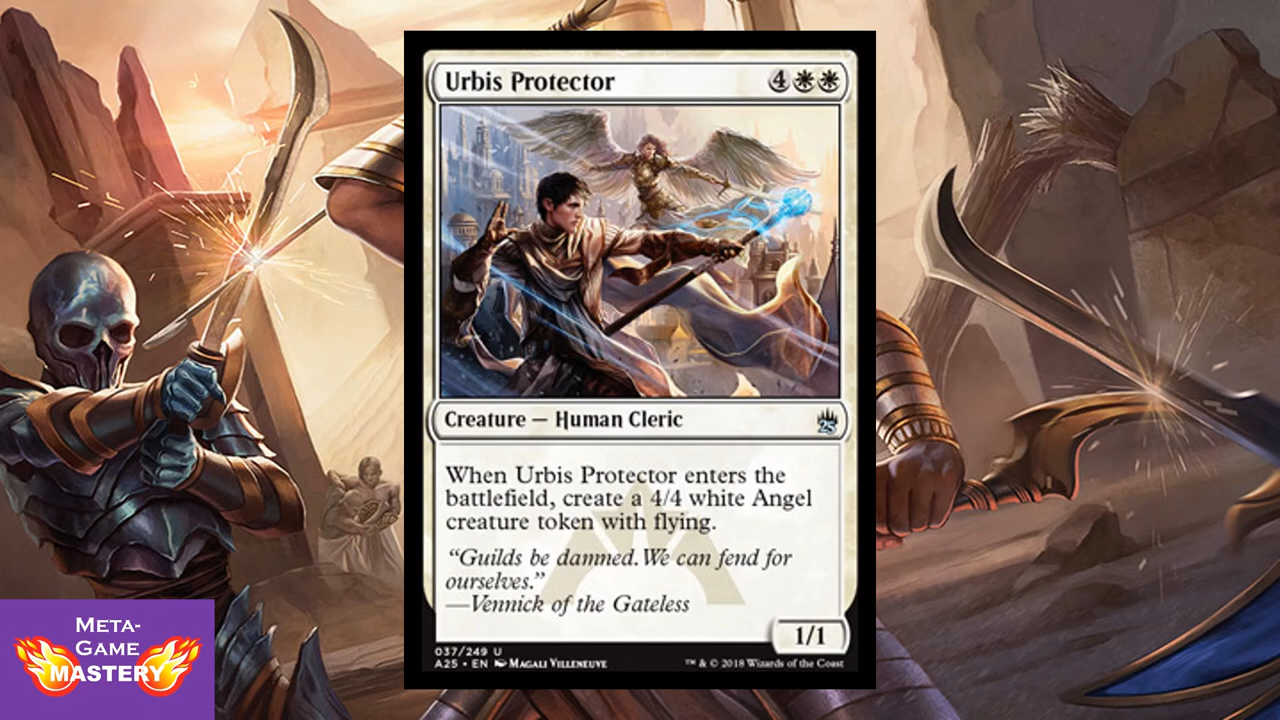 Urbis Protector
4
Creature — Human Cleric
25
When Urbis Protector enters the
battlefield, create a 4/4 white Angel
creature token with flying.
“Guilds be damned. We can fend for
ourselves.”
—Vennick of the Gateless
1/1
037/249 U
A25 • EN Magali Villeneuve
™ & © 2018 Wizards of the Coast
Meta-
Game
Mastery